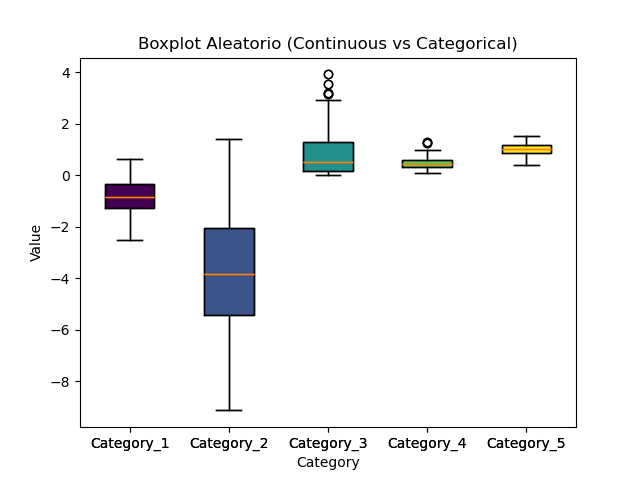 Boxplot Aleatorio (Continuous vs Categorical)
4
2
0
−2
−4
−6
−8
Value
Category_1 Category_2 Category_3 Category_4 Category_5
Category